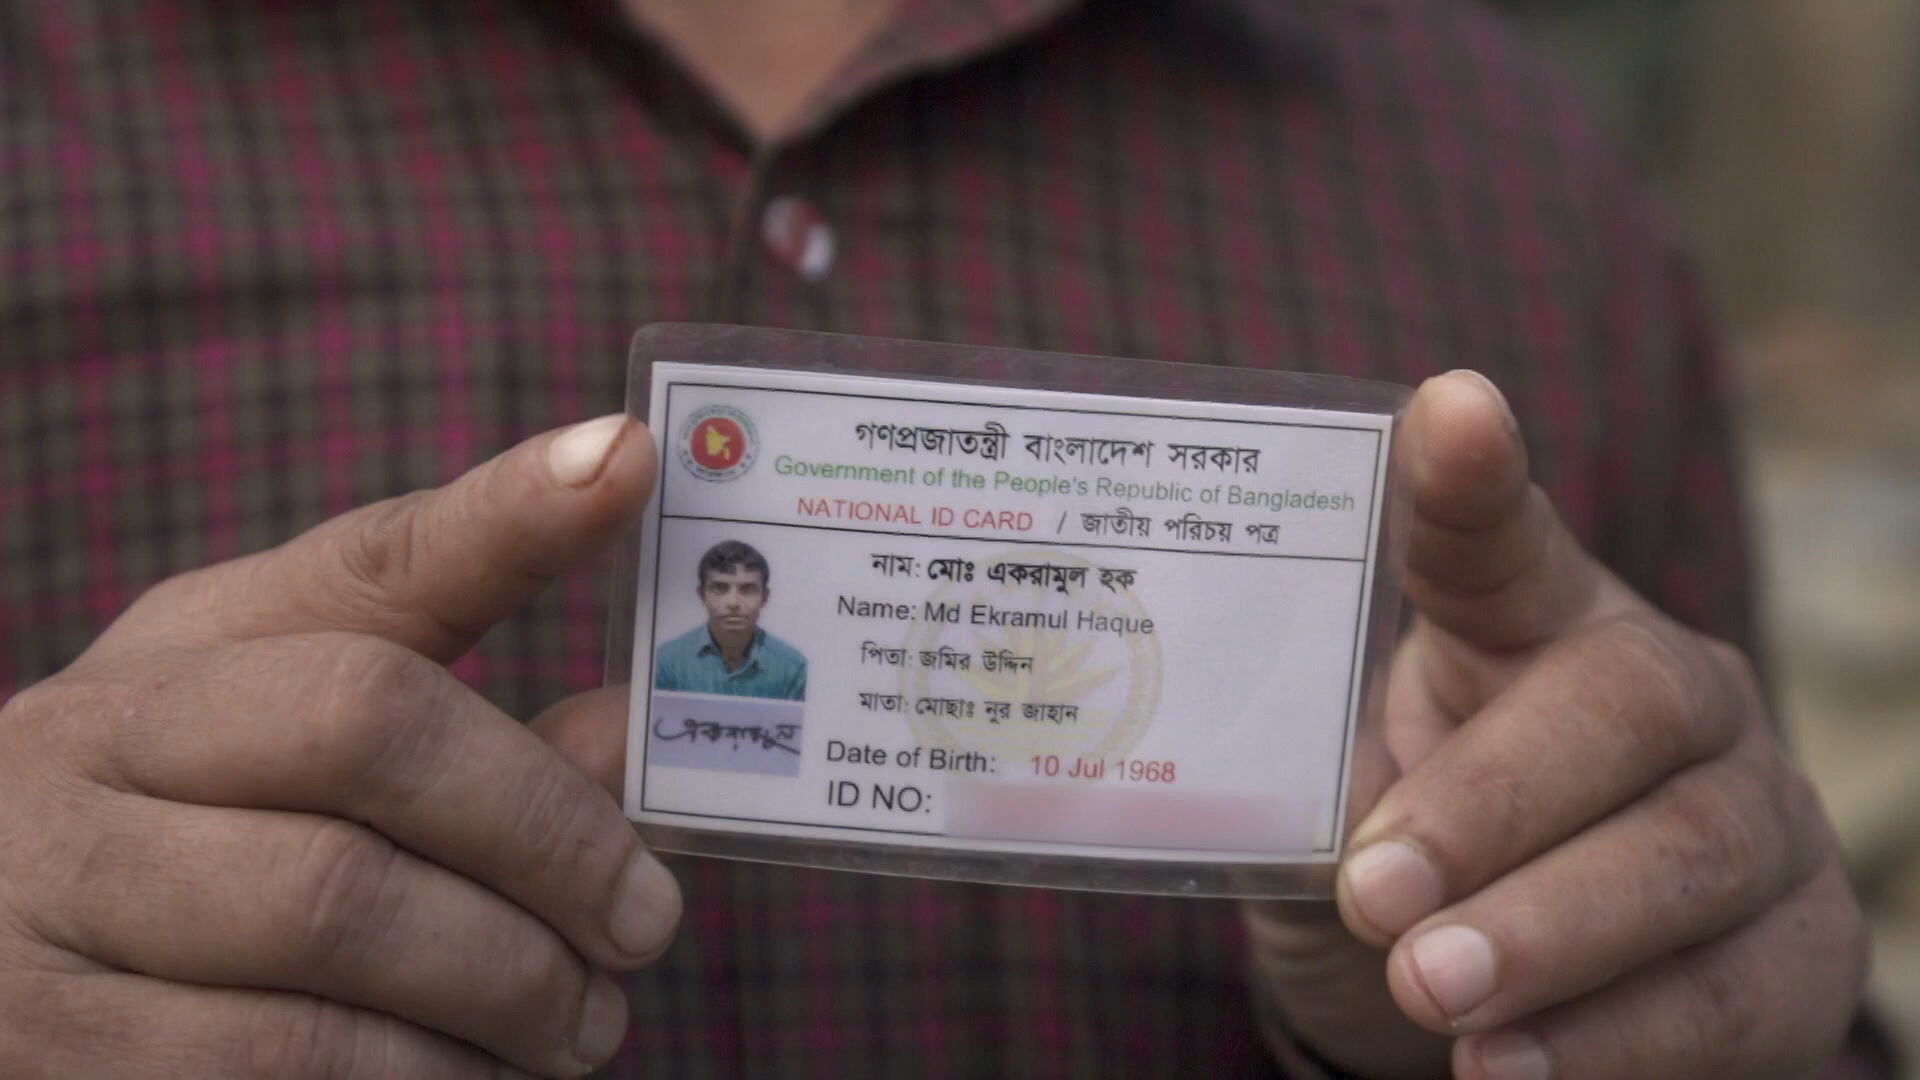 গণপ্রজাতন্ত্রী বাংলাদেশ সরকার
Government of the People's Republic of Bangladesh
NATIONAL ID CARD / জাতীয় পরিচয় পত্র
নাম: মোঃ একরামুল হক
Name: Md Ekramul Haque
পিতা: জমির উদ্দিন
মাতা: মোছাঃ নুর জাহান
একরামুল
Date of Birth: 10 Jul 1968
ID NO: